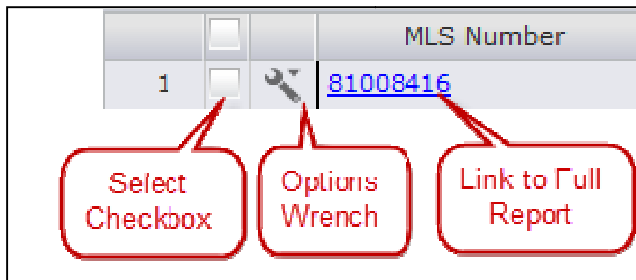 MLS Number
1 81008416
Select
Checkbox
Options
Wrench
Link to Full
Report